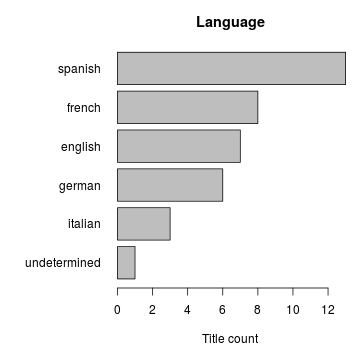 Language
spanish
french
english
german
italian
undetermined
0 2 4 6 8 10 12
Title count